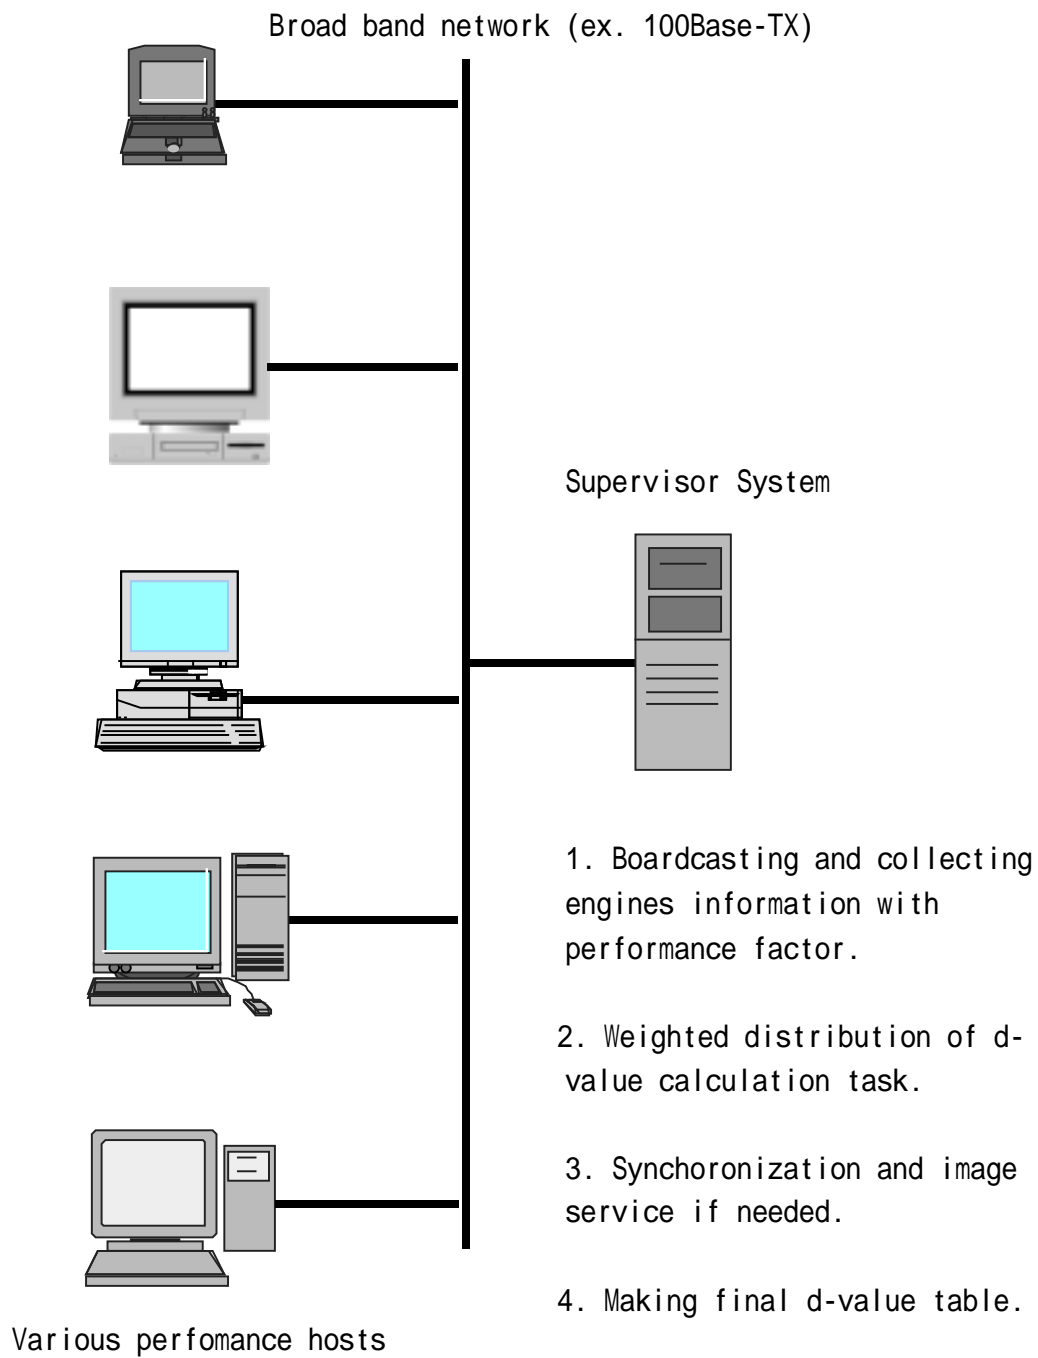 Broad band network (ex. 100Base-TX)
Supervisor System
1. Boardcasting and collecting
engines information with
performance factor.
2. Weighted distribution of d-
value calculation task.
3. Synchoronization and image
service if needed.
4. Making final d-value table.
Various perfomance hosts